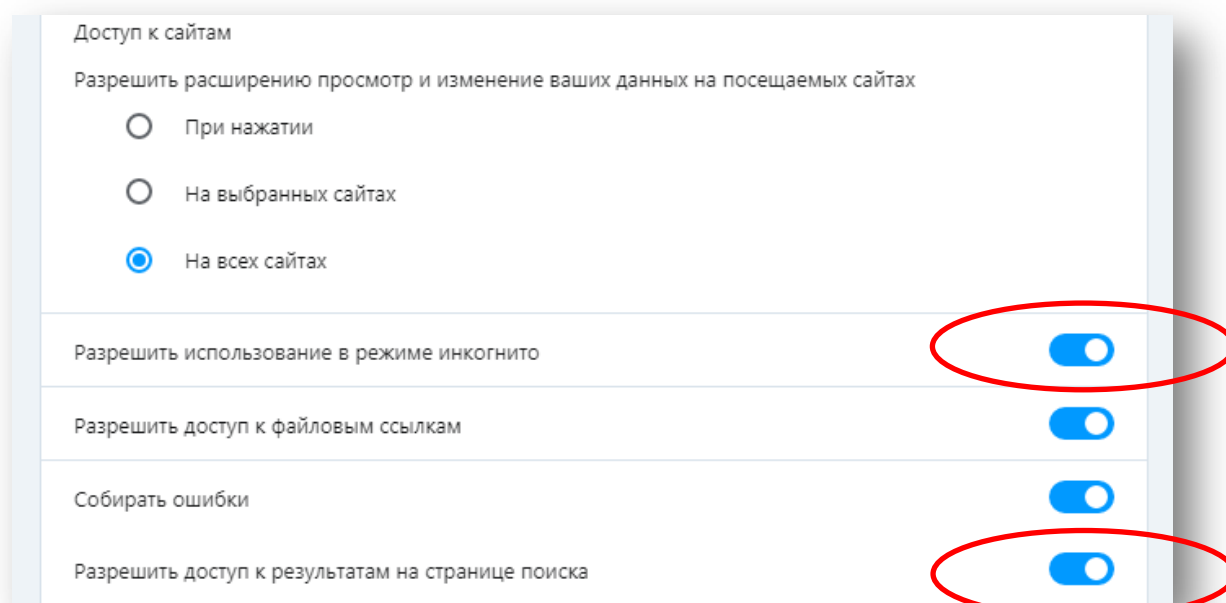 Доступ к сайтам
Разрешить расширению просмотр и изменение ваших данных на посещаемых сайтах
При нажатии
На выбранных сайтах
На всех сайтах
Разрешить использование в режиме инкогнито
Разрешить доступ к файловым ссылкам
Собирать ошибки
Разрешить доступ к результатам на странице поиска